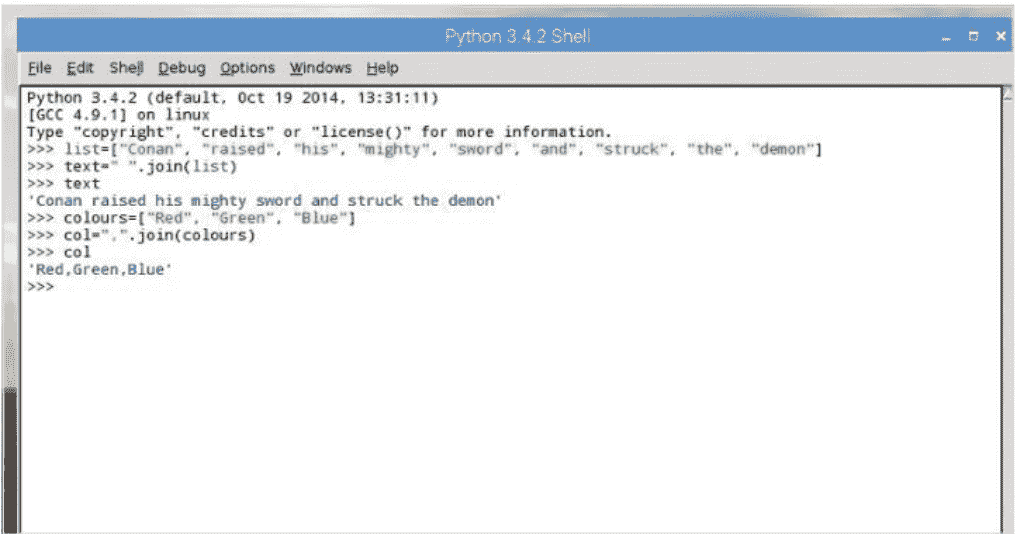 Python 3.4.2 Shell
File Edit Shell Debug Options Windows Help
Python 3.4.2 (default, Oct 19 2014, 13:31:11)
[GCC 4.9.1] on linux
Type "copyright", "credits" or "license()" for more information.
>>> list=["Conan", "raised", "his", "mighty", "sword", "and", "struck", "the", "demon"]
>>> text=" ".join(list)
>>> text
'Conan raised his mighty sword and struck the demon'
>>> colours=["Red", "Green", "Blue"]
>>> col=",".join(colours)
>>> col
'Red,Green,Blue'
>>>